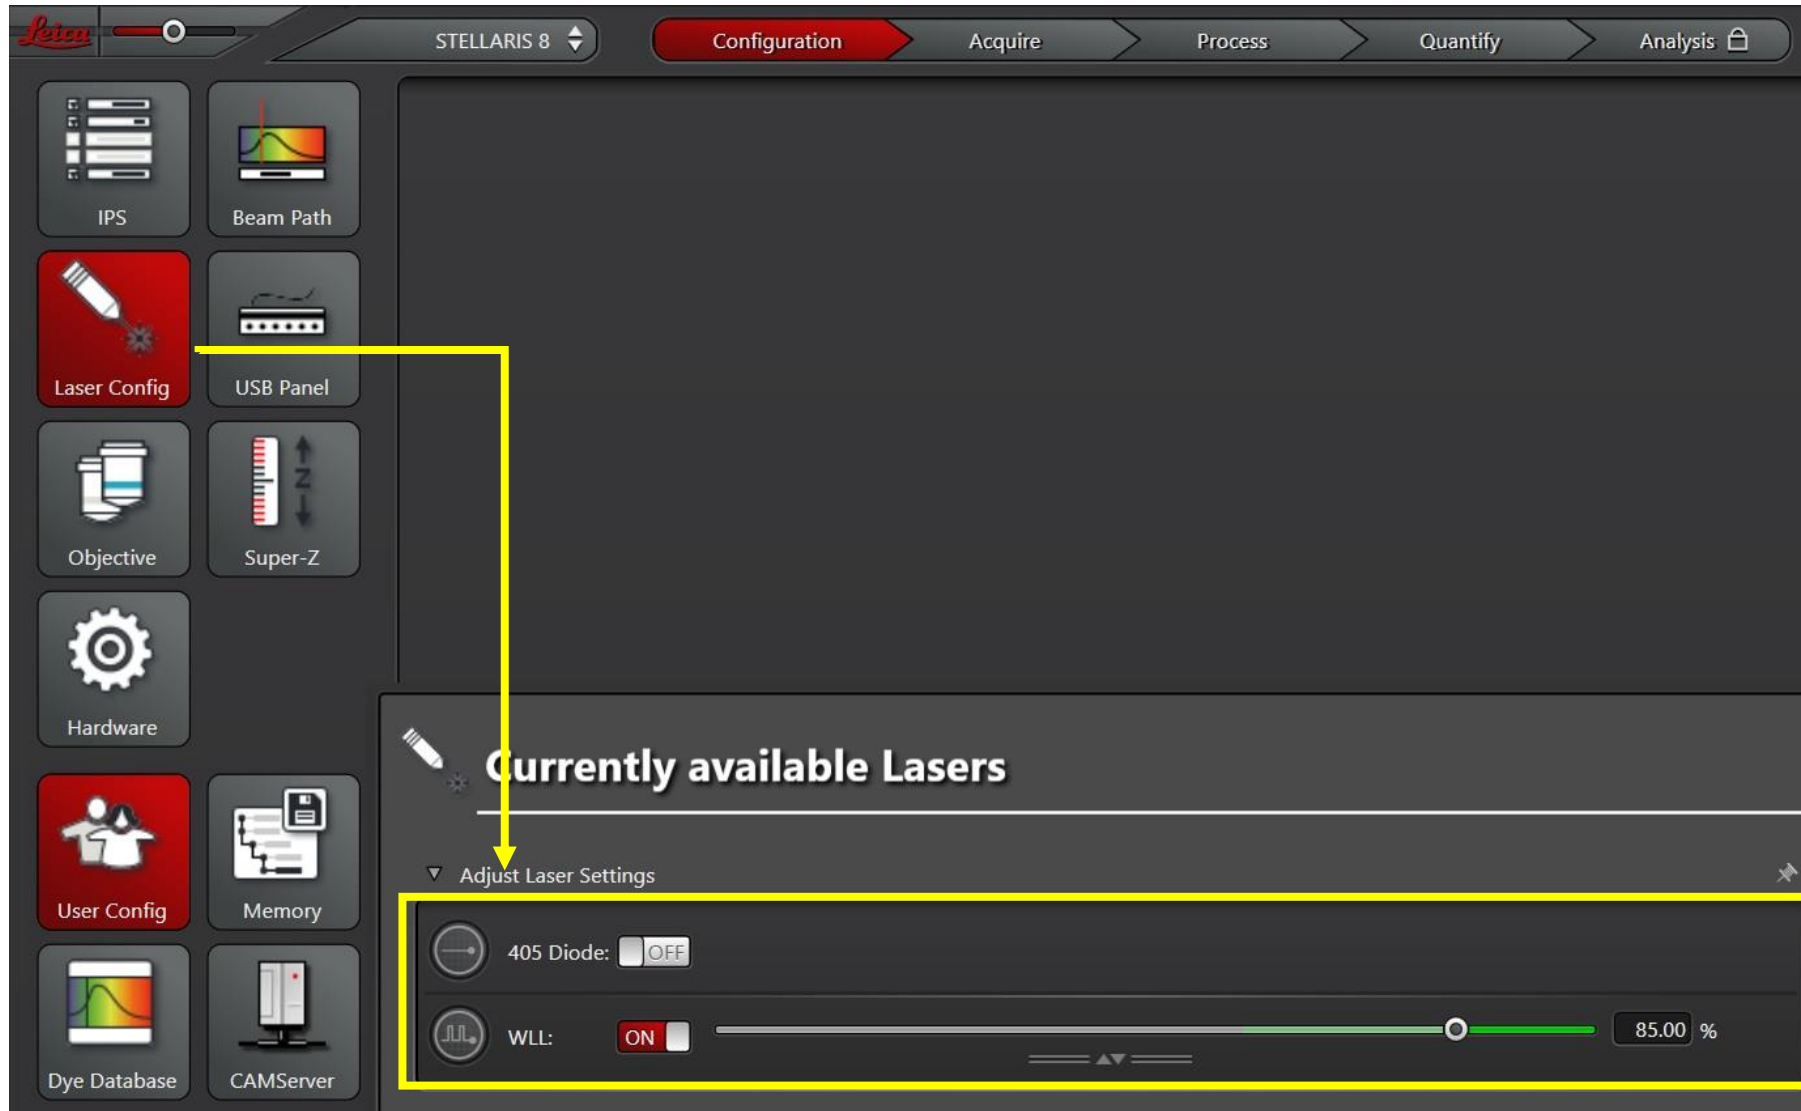 Leica
STELLARIS 8
Configuration
Acquire
Process
Quantify
Analysis
IPS
Beam Path
Laser Config
USB Panel
Z
Objective
Super-Z
Hardware
User Config
Memory
Dye Database
CAMServer
Currently available Lasers
Adjust Laser Settings
405 Diode: OFF
WLL: ON 85.00 %